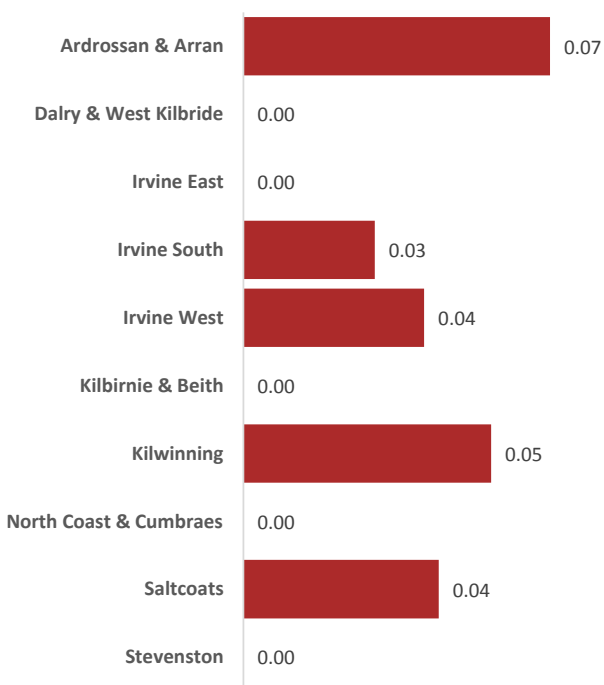 Ardrossan & Arran 0.07
Dalry & West Kilbride 0.00
Irvine East 0.00
Irvine South 0.03
Irvine West 0.04
Kilbirnie & Beith 0.00
Kilwinning 0.05
North Coast & Cumbraes 0.00
Saltcoats 0.04
Stevenston 0.00